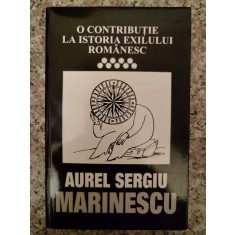 O CONTRIBUȚIE
LA ISTORIA EXILULUI
ROMÂNESC
AUREL SERGIU
MARINESCU